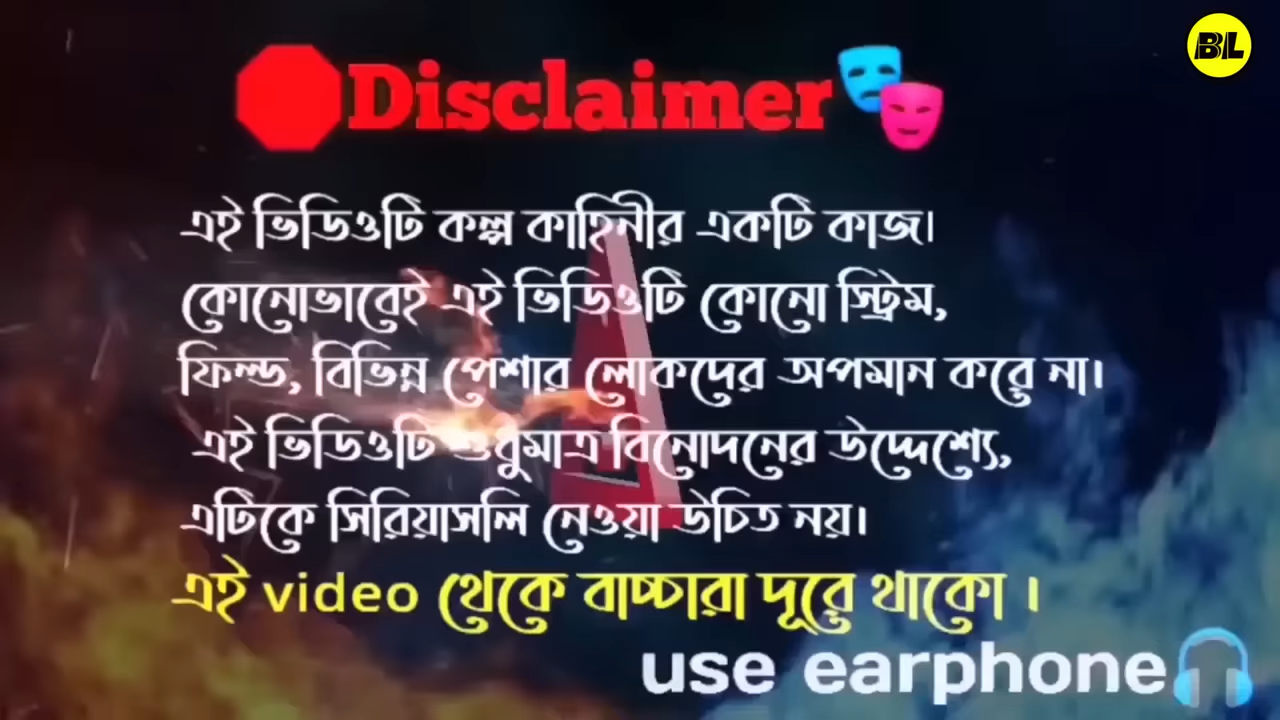 BL
Disclaimer
এই ভিডিওটি কল্প কাহিনীর একটি কাজ।
কোনোভাবেই এই ভিডিওটি কোনো স্ট্রিম,
ফিল্ড, বিভিন্ন পেশার লোকদের অপমান করে না।
এই ভিডিওটি শুধুমাত্র বিনোদনের উদ্দেশ্যে,
এটিকে সিরিয়াসলি নেওয়া উচিত নয়।
এই video থেকে বাচ্চারা দূরে থাকো ।
use earphone